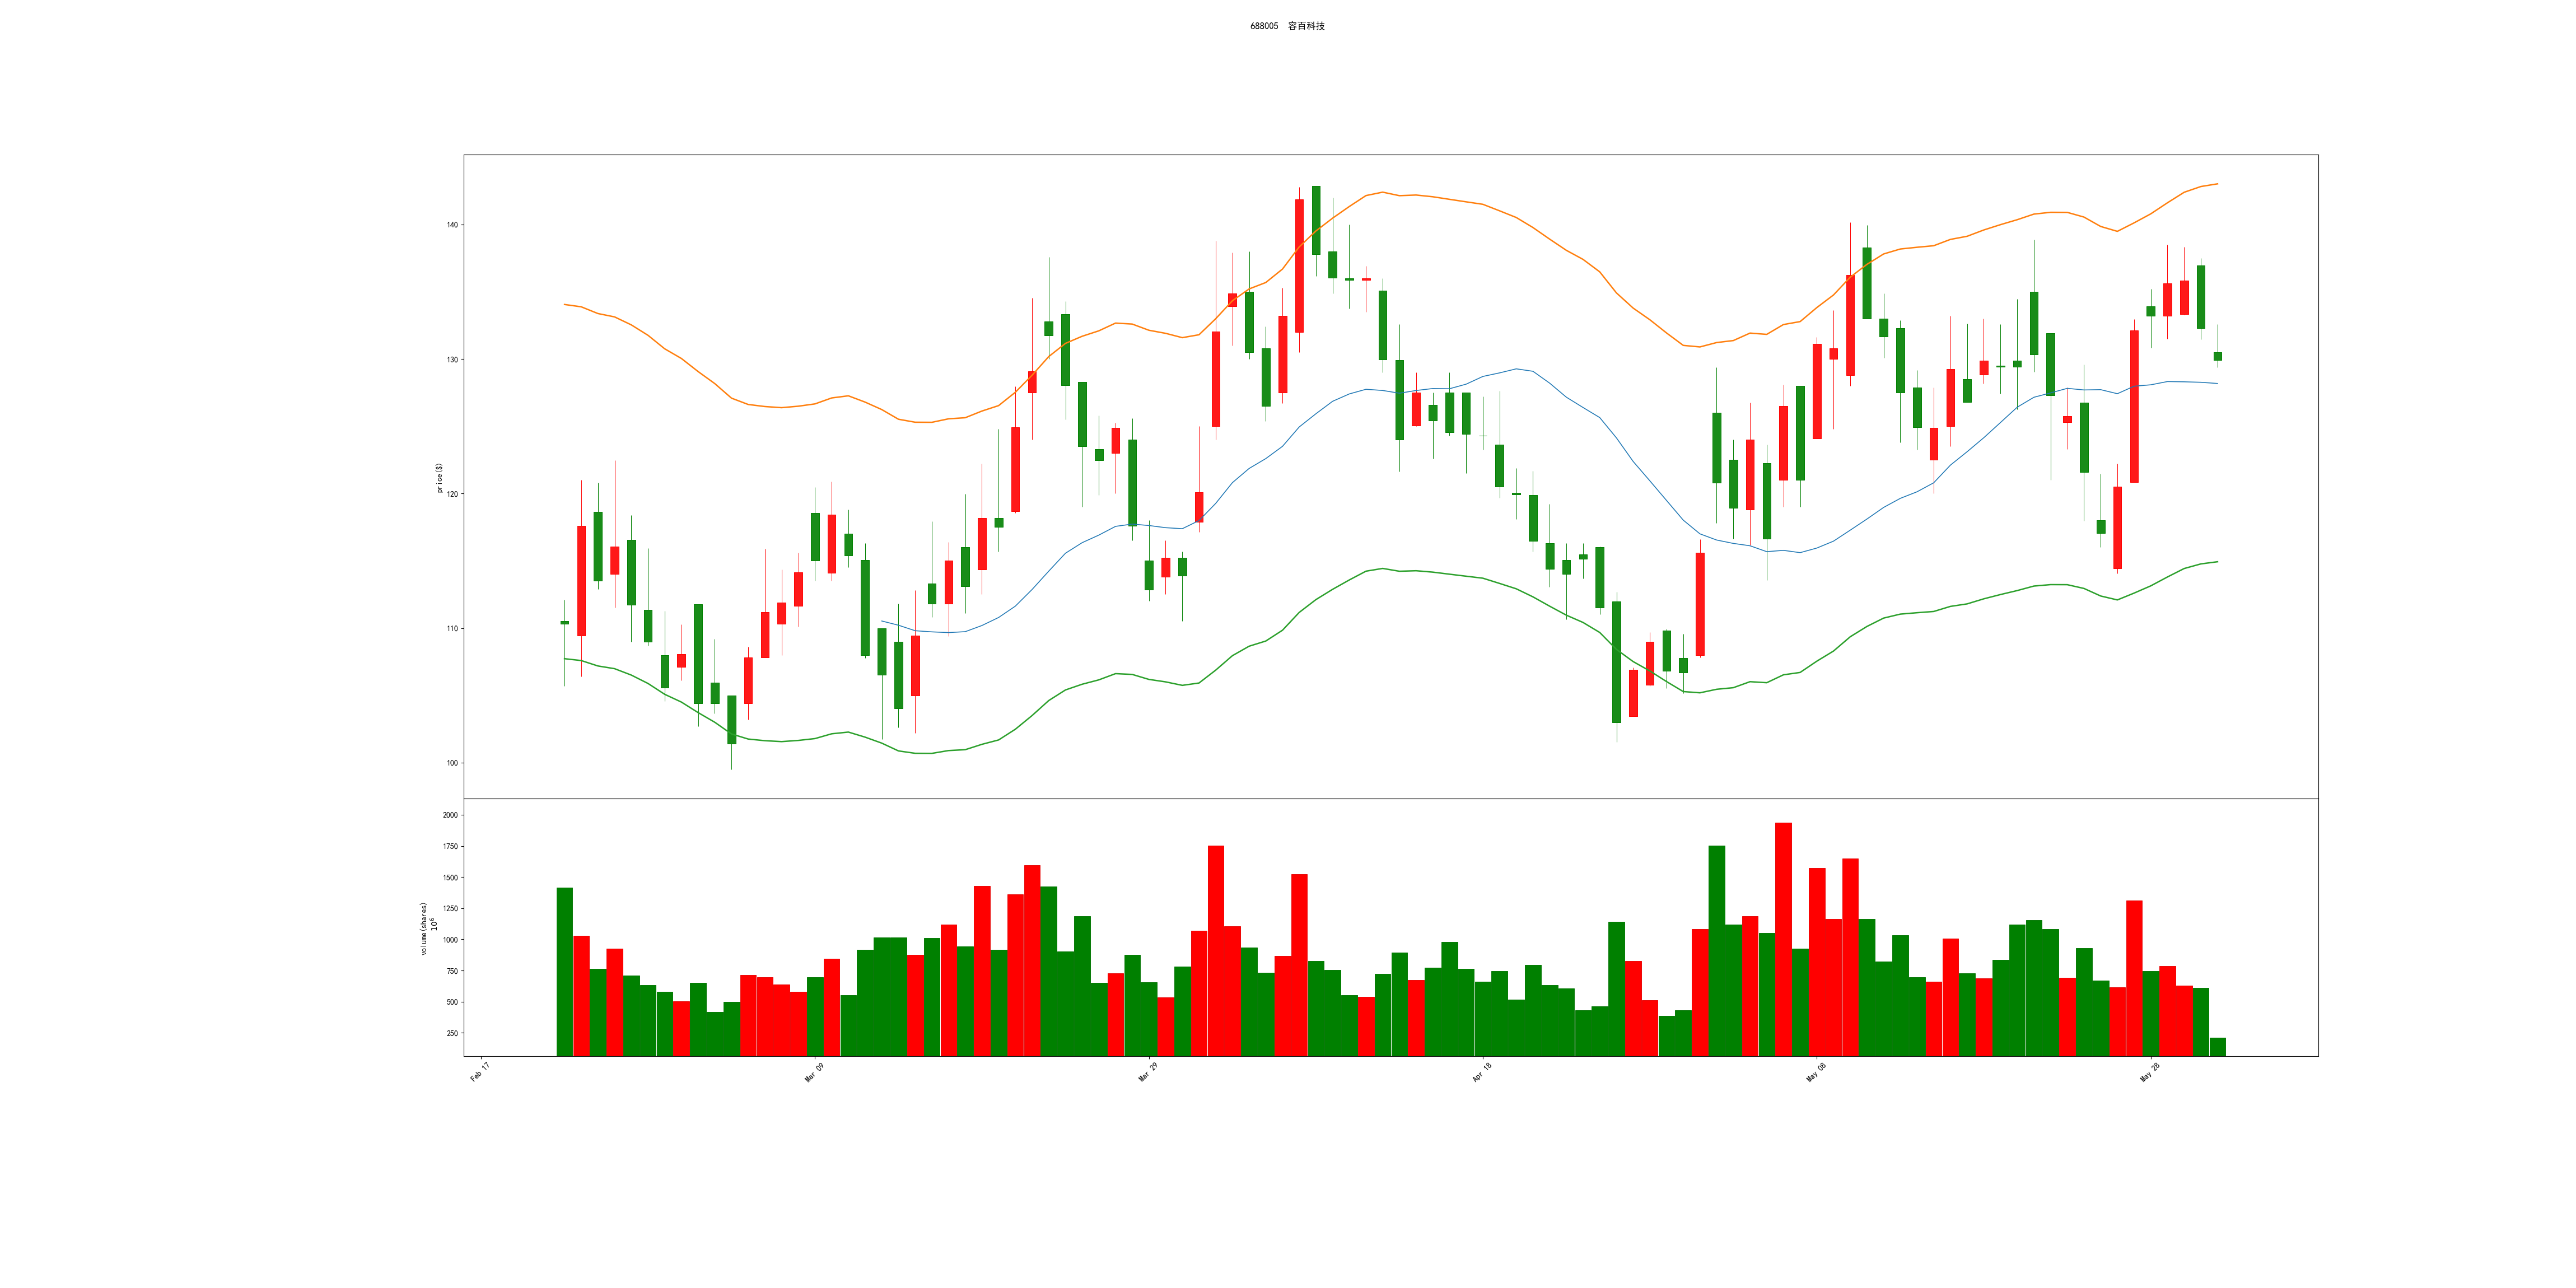 688005 容百科技
140
130
120
110
100
price($)
2000
1750
1500
1250
1000
750
500
250
volume(shares)
10⁶
Feb 17
Mar 09
Mar 29
Apr 18
May 08
May 28